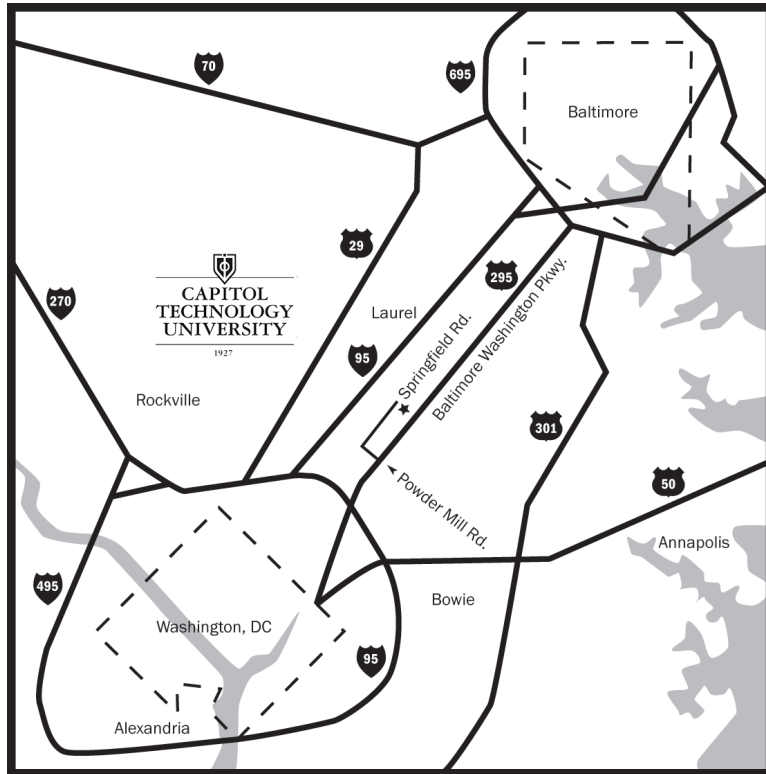 70
695
Baltimore
29
295
270
CAPITOL
TECHNOLOGY
UNIVERSITY
1927
Laurel
95
Springfield Rd.
Baltimore Washington Pkwy.
Rockville
301
50
Powder Mill Rd.
Annapolis
495
Bowie
Washington, DC
95
Alexandria